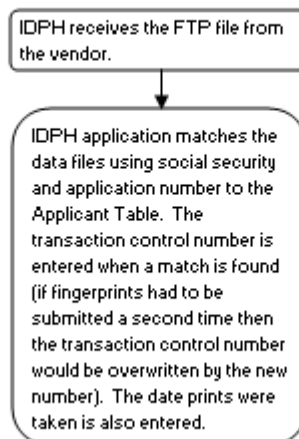 IDPH receives the FTP file from
the vendor.
IDPH application matches the
data files using social security
and application number to the
Applicant Table. The
transaction control number is
entered when a match is found
(if fingerprints had to be
submitted a second time then
the transaction control number
would be overwritten by the new
number). The date prints were
taken is also entered.